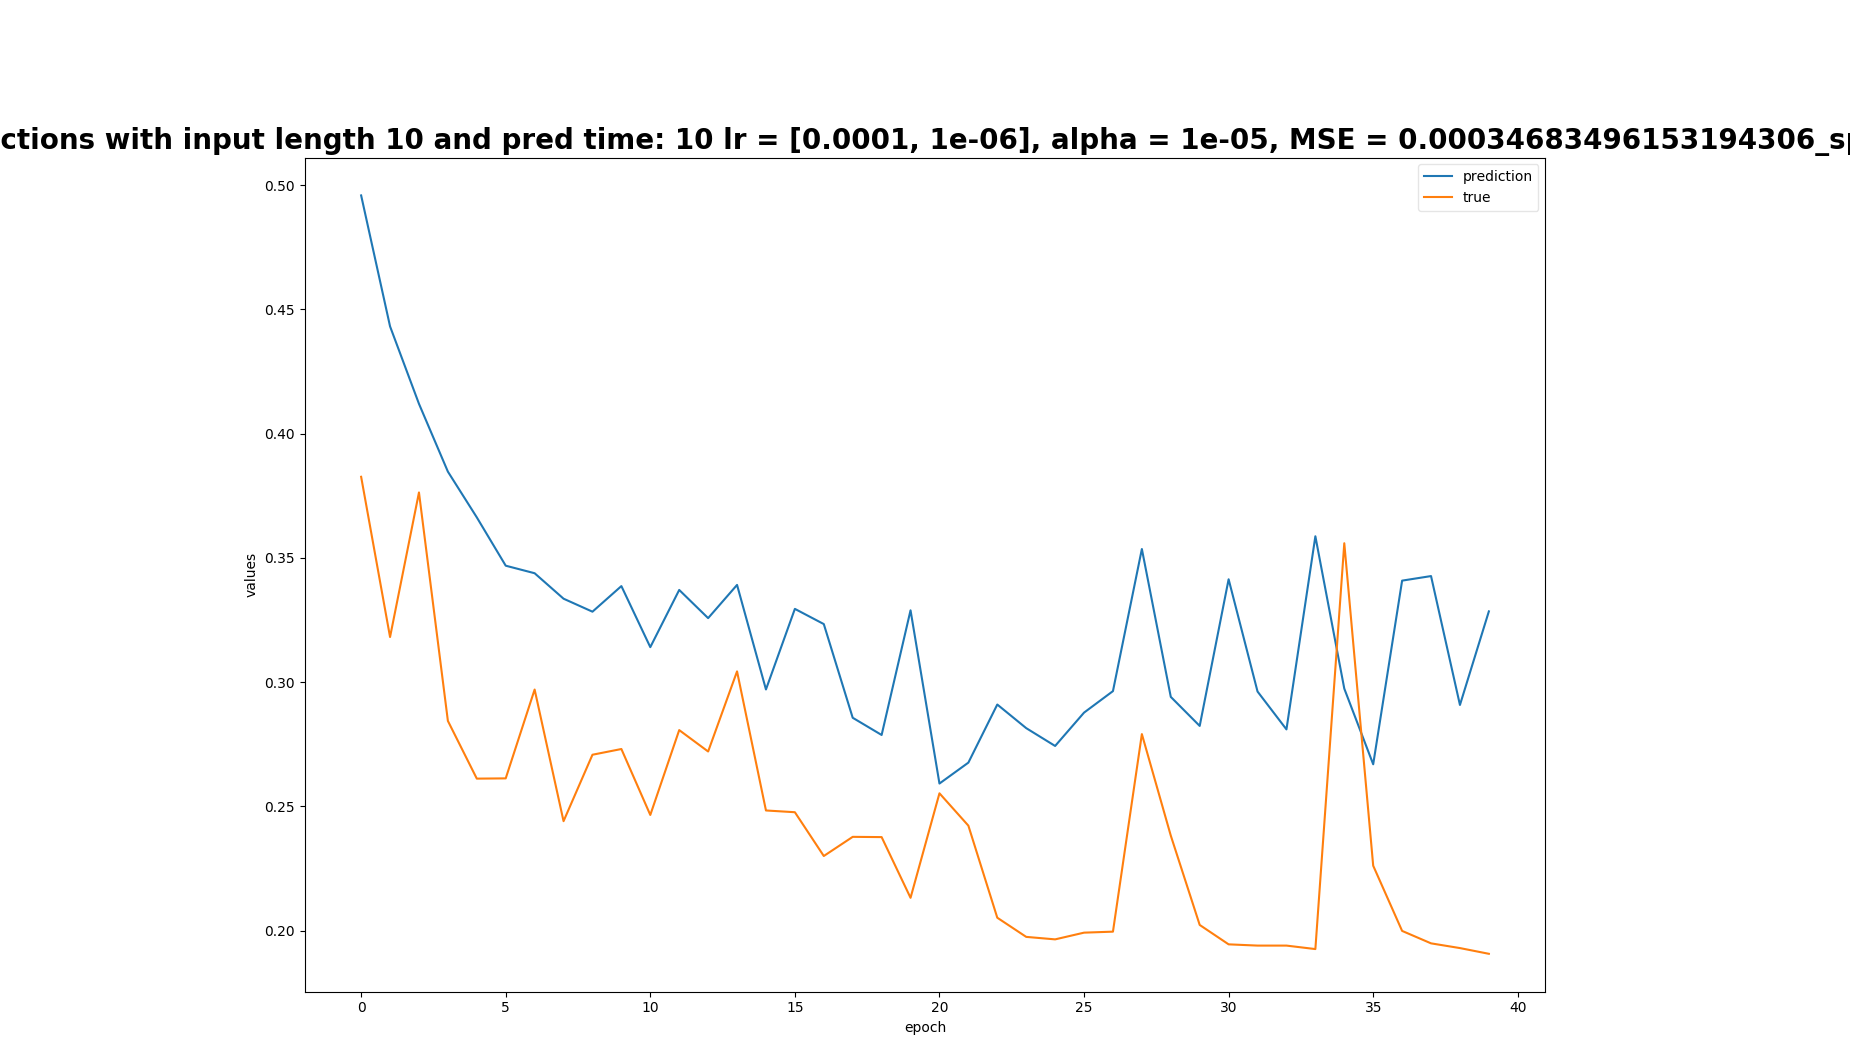 ctions with input length 10 and pred time: 10 lr = [0.0001, 1e-06], alpha = 1e-05, MSE = 0.00034683496153194306_sp
prediction
true
0.50
0.45
0.40
0.35
0.30
0.25
0.20
values
0 5 10 15 20 25 30 35 40
epoch